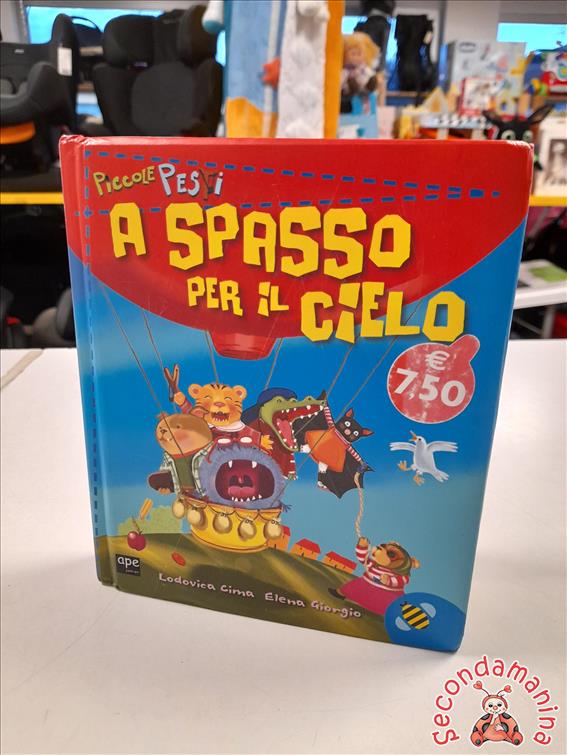 Piccole PESTi
A SPASSO
PER iL CiELO
€
7,50
ape
Lodovica Cima Elena Giorgio
Secondamanina